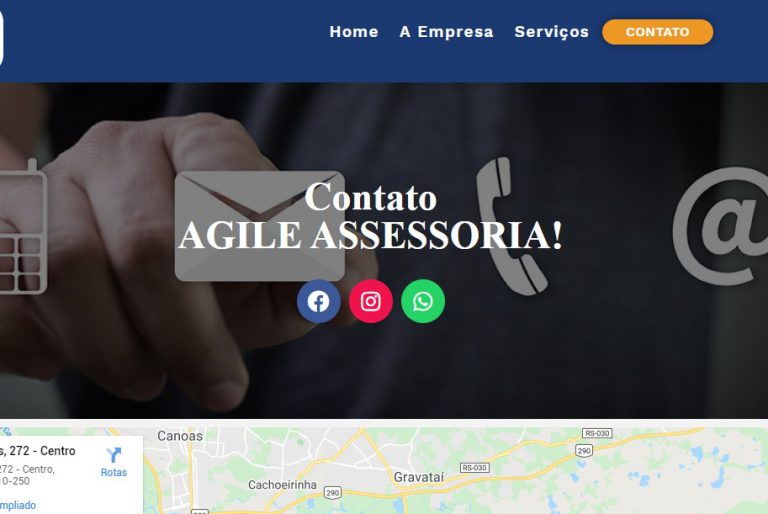 Home A Empresa Serviços CONTATO
Contato
AGILE ASSESSORIA!
@
, 272 - Centro
272 - Centro,
Rotas
0-250
mpliado
Canoas
Cachoeirinha
Gravataí
RS-030
290
RS-030
290
290